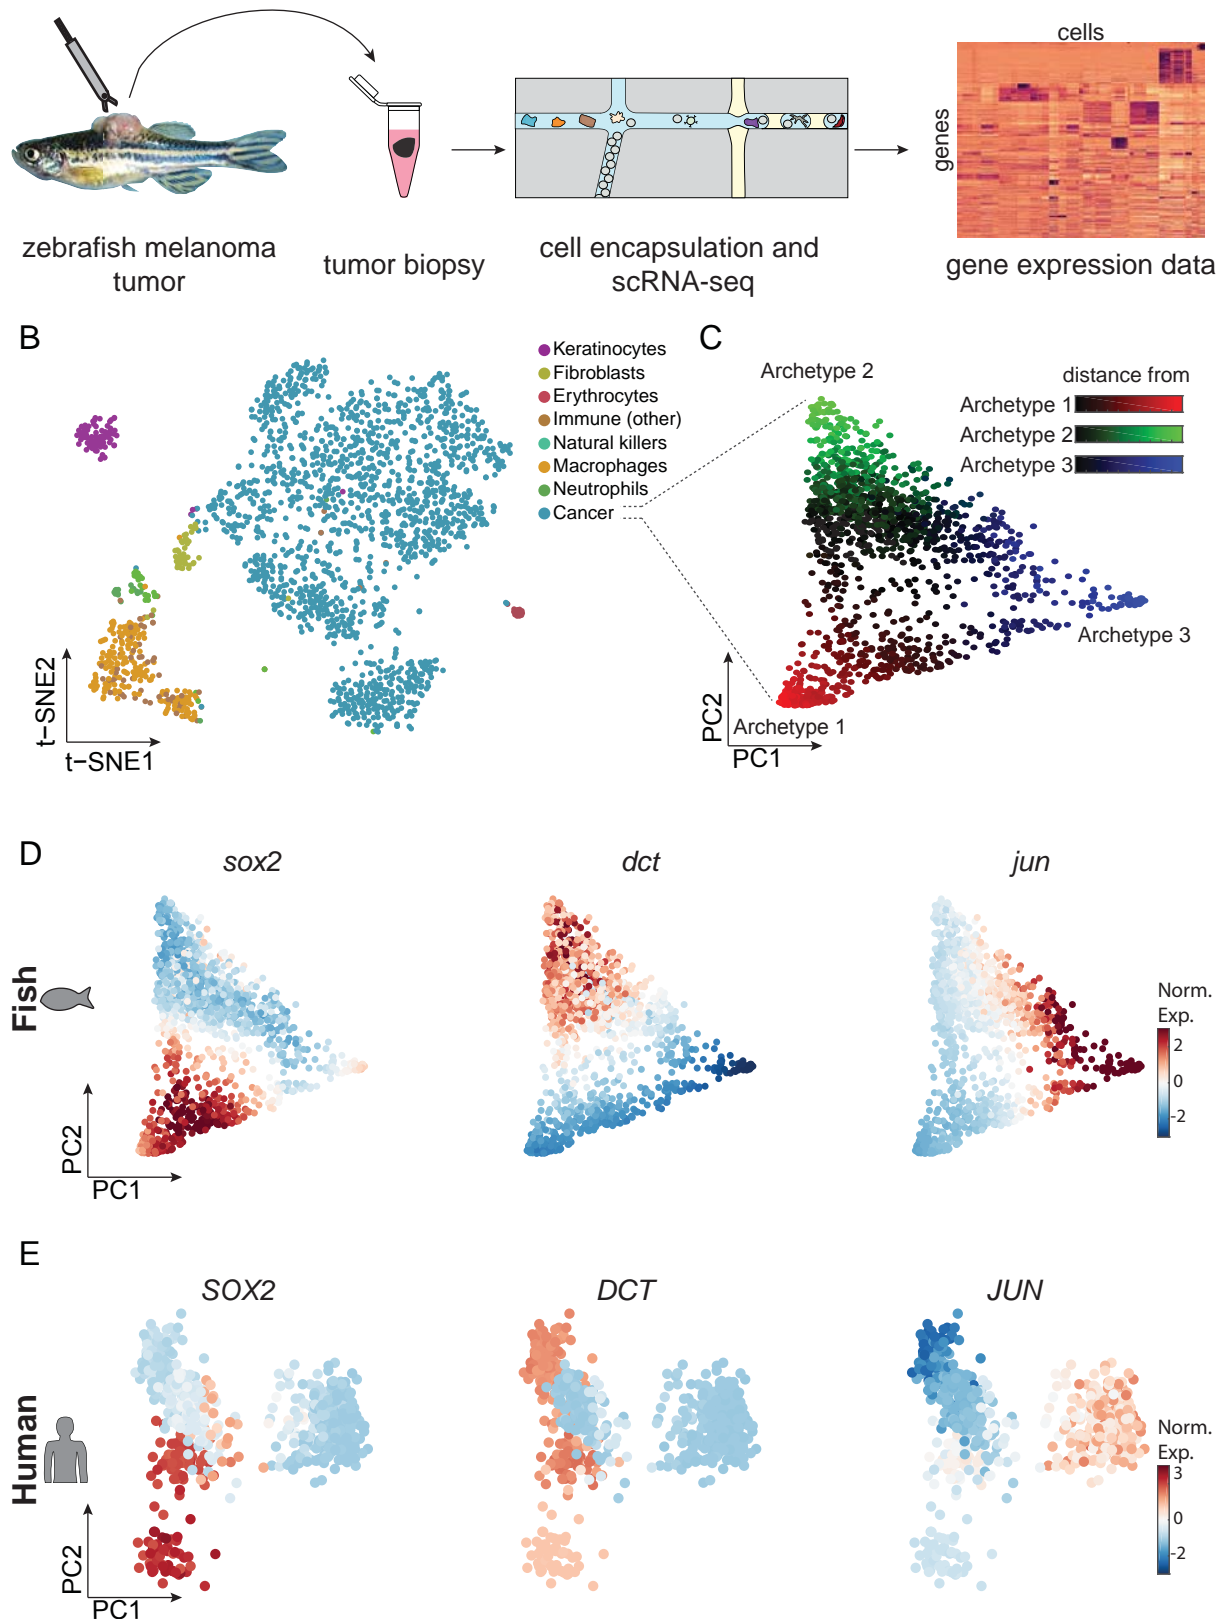 cells
genes
zebrafish melanoma
tumor
tumor biopsy
cell encapsulation and
scRNA-seq
gene expression data
B
Keratinocytes
Fibroblasts
Erythrocytes
Immune (other)
Natural killers
Macrophages
Neutrophils
Cancer
t−SNE2
t−SNE1
C
Archetype 2
distance from
Archetype 1
Archetype 2
Archetype 3
Archetype 3
Archetype 1
PC2
PC1
D
sox2
dct
jun
Fish
Norm.
Exp.
2
0
-2
PC2
PC1
E
SOX2
DCT
JUN
Human
Norm.
Exp.
3
0
-2
PC2
PC1